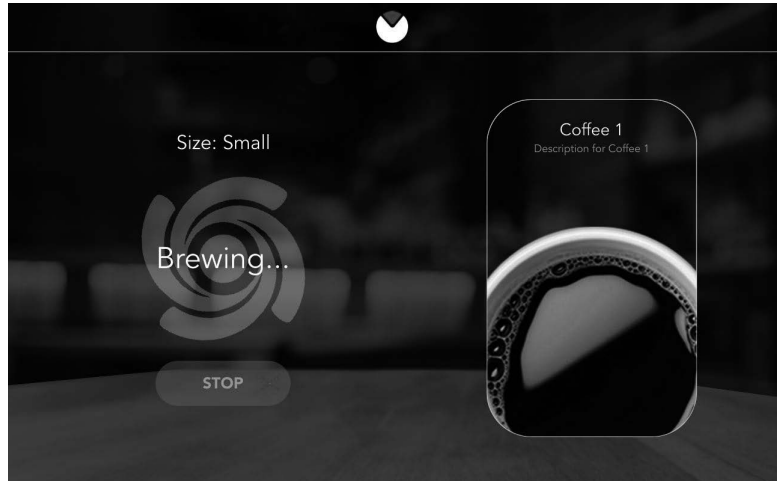 Size: Small
Brewing...
STOP
Coffee 1
Description for Coffee 1